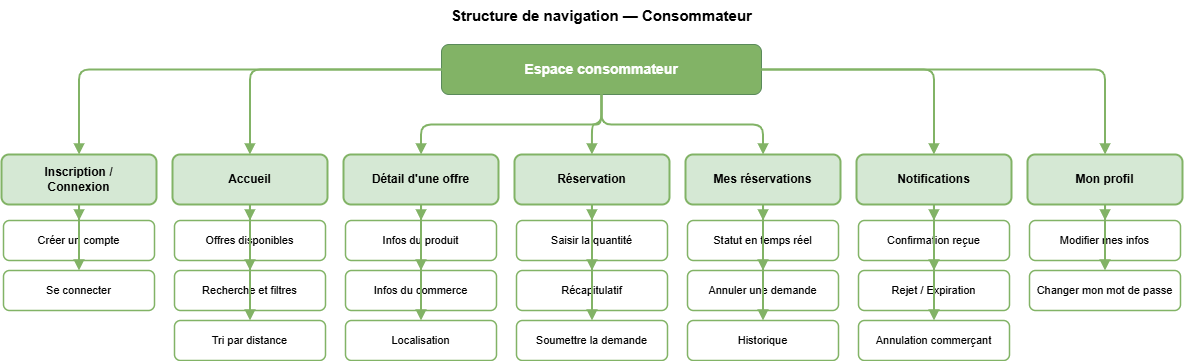 Structure de navigation — Consommateur
Espace consommateur
Inscription /
Connexion
Accueil
Détail d'une offre
Réservation
Mes réservations
Notifications
Mon profil
Créer un compte
Offres disponibles
Infos du produit
Saisir la quantité
Statut en temps réel
Confirmation reçue
Modifier mes infos
Se connecter
Recherche et filtres
Infos du commerce
Récapitulatif
Annuler une demande
Rejet / Expiration
Changer mon mot de passe
Tri par distance
Localisation
Soumettre la demande
Historique
Annulation commerçant